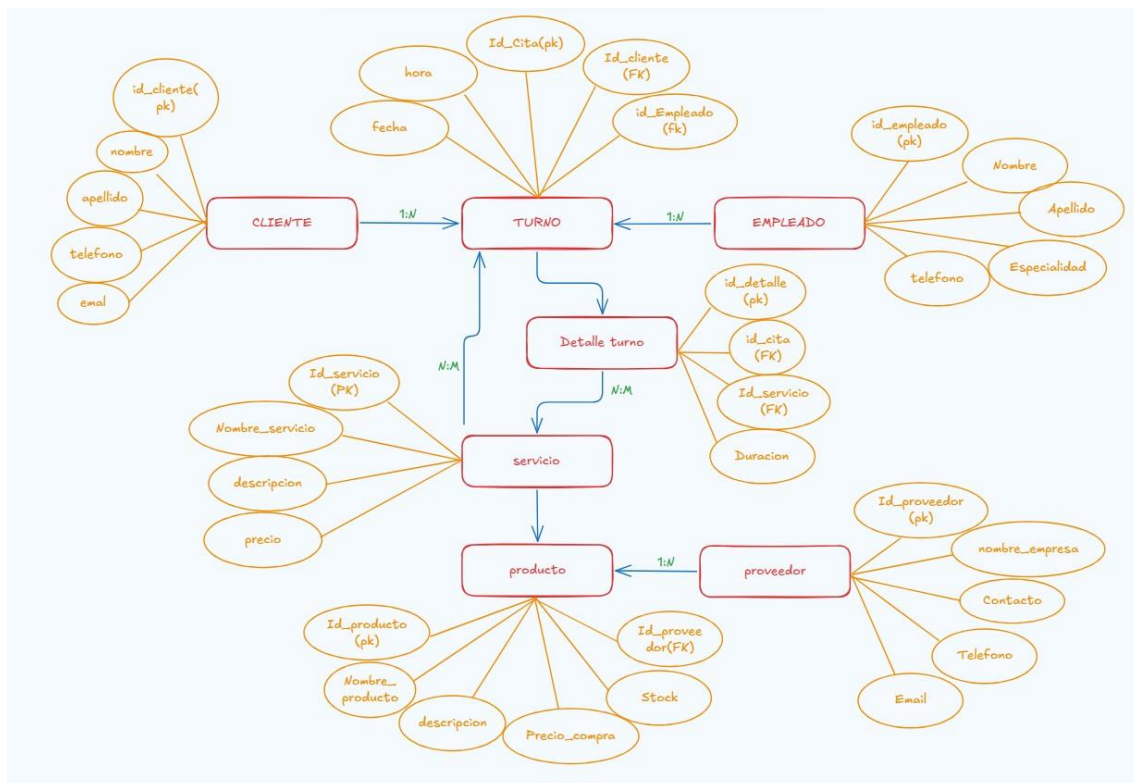 Id_Cita(pk)
hora
Id_cliente
(FK)
fecha
id_Empleado
(fk)
id_cliente(
pk)
nombre
apellido
telefono
emal
CLIENTE
1:N
TURNO
1:N
EMPLEADO
id_empleado
(pk)
Nombre
Apellido
Especialidad
telefono
Detalle turno
id_detalle
(pk)
id_cita
(FK)
Id_servicio
(FK)
Duracion
N:M
N:M
Id_servicio
(PK)
Nombre_servicio
descripcion
precio
servicio
producto
1:N
proveedor
Id_proveedor
(pk)
nombre_empresa
Contacto
Telefono
Email
Id_producto
(pk)
Nombre_
producto
descripcion
Precio_compra
Stock
Id_provee
dor(FK)